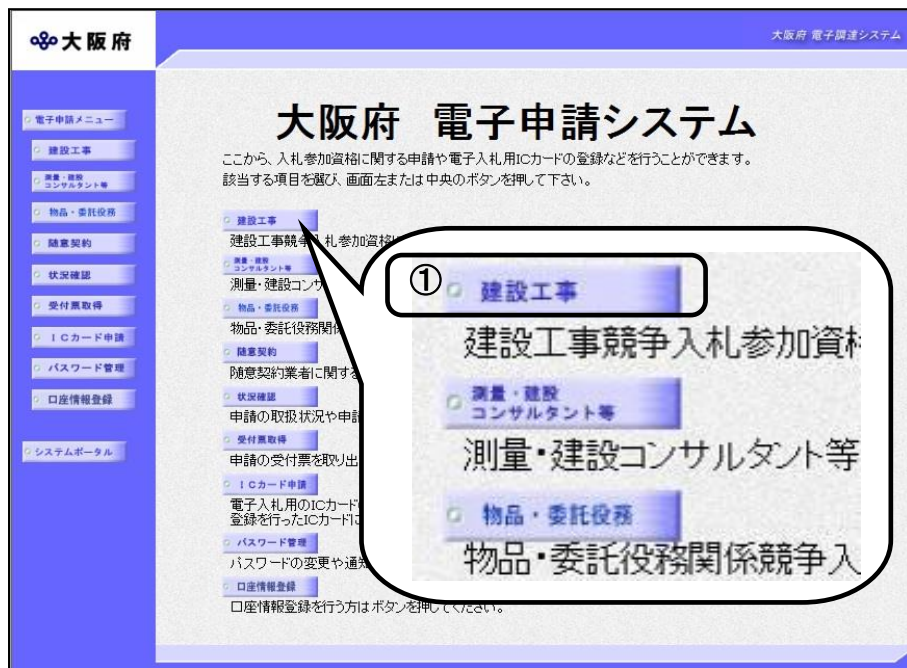 大阪府
大阪府 電子調達システム
電子申請メニュー
建設工事
測量・建設
コンサルタント等
物品・委託役務
随意契約
状況確認
受付票取得
ICカード申請
パスワード管理
口座情報登録
システムポータル
大阪府 電子申請システム
ここから、入札参加資格に関する申請や電子入札用ICカードの登録などを行うことができます。
該当する項目を選び、画面左または中央のボタンを押して下さい。
建設工事
建設工事競争入札参加資格に
測量・建設
コンサルタント等
測量・建設コンサ
物品・委託役務
物品・委託役務関係
随意契約
随意契約業者に関する
状況確認
申請の取扱状況や申請
受付票取得
申請の受付票を取り出
ICカード申請
電子入札用のICカード
登録を行ったICカードに
パスワード管理
パスワードの変更や通知
口座情報登録
口座情報登録を行う方はボタンを押してください。
① 建設工事
建設工事競争入札参加資格
測量・建設
コンサルタント等
測量・建設コンサルタント等
物品・委託役務
物品・委託役務関係競争入